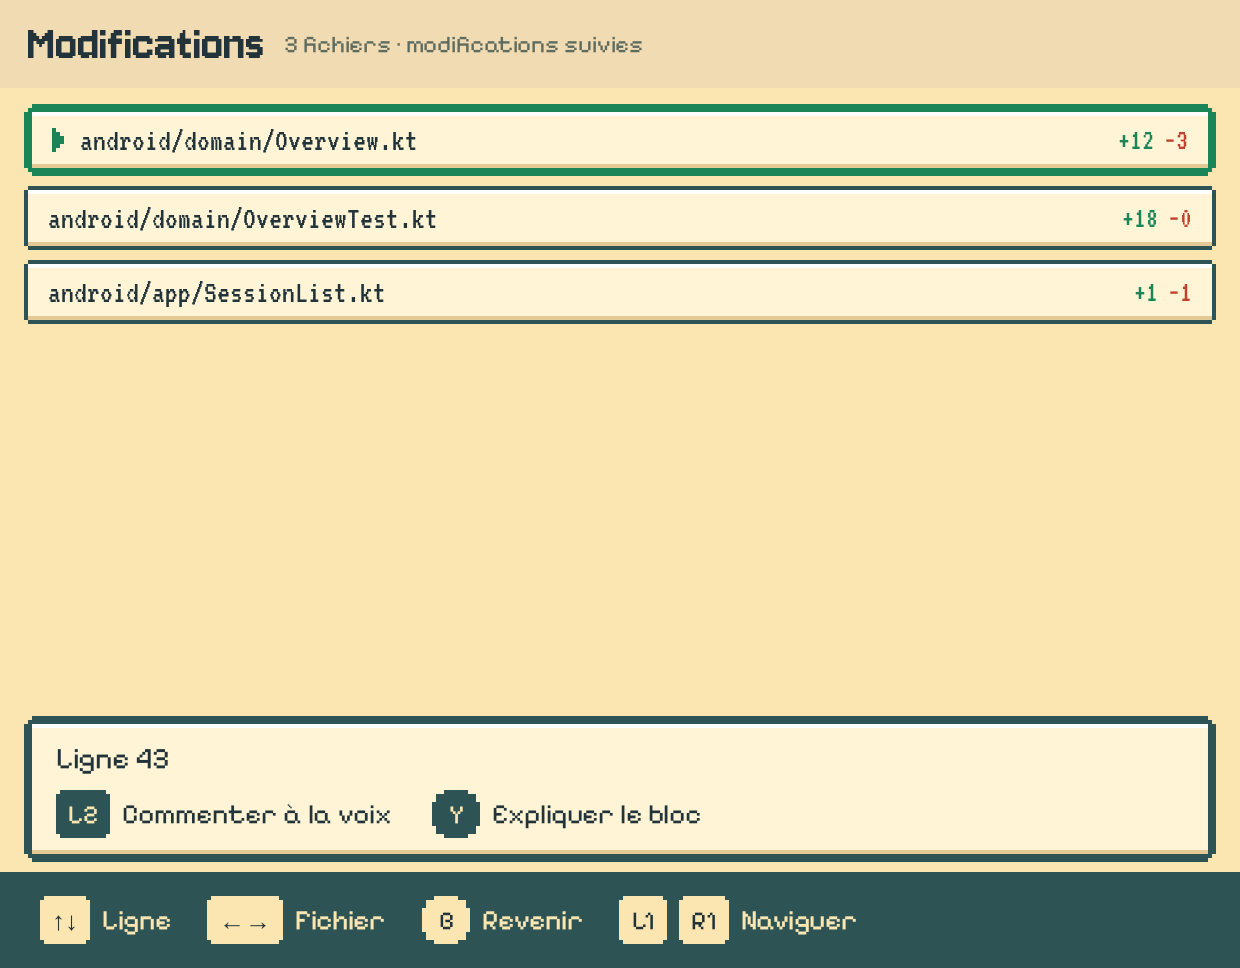 Modifications 3 fichiers · modifications suivies
android/domain/Overview.kt +12 -3
android/domain/OverviewTest.kt +18 -0
android/app/SessionList.kt +1 -1
Ligne 43
L2 Commenter à la voix Y Expliquer le bloc
↑↓ Ligne ←→ Fichier B Revenir L1 R1 Naviguer